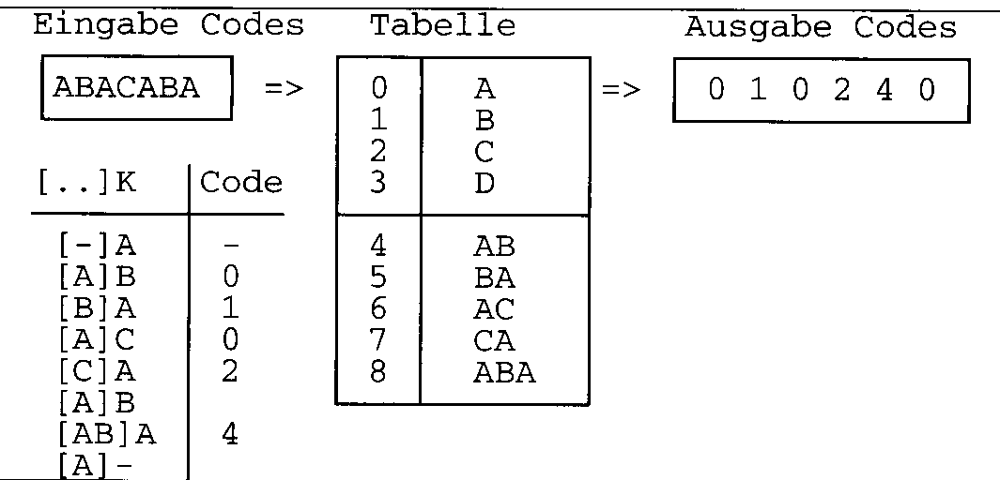 Eingabe Codes Tabelle Ausgabe Codes
ABACABA => 0 A => 0 1 0 2 4 0
1 B
2 C
[..]K Code 3 D
[-]A - 4 AB
[A]B 0 5 BA
[B]A 1 6 AC
[A]C 0 7 CA
[C]A 2 8 ABA
[A]B
[AB]A 4
[A]-